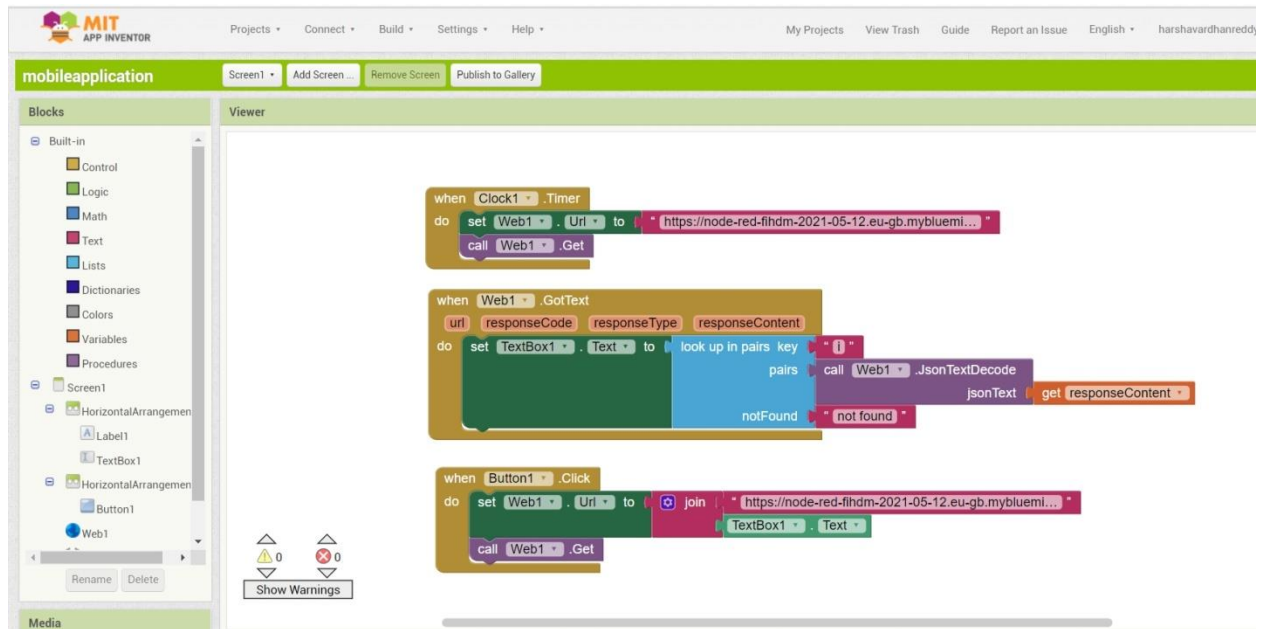 MIT
APP INVENTOR
Projects Connect Build Settings Help My Projects View Trash Guide Report an Issue English harshavardhanreddy
mobileapplication Screen1 Add Screen ... Remove Screen Publish to Gallery
Blocks Viewer
Built-in
Control
Logic
Math
Text
Lists
Dictionaries
Colors
Variables
Procedures
Screen1
HorizontalArrangemen
Label1
TextBox1
HorizontalArrangemen
Button1
Web1
Rename Delete
Media
when Clock1 .Timer
do set Web1 . Url to " https://node-red-fihdm-2021-05-12.eu-gb.mybluemi... "
call Web1 .Get
when Web1 .GotText
url responseCode responseType responseContent
do set TextBox1 . Text to look up in pairs key " i "
pairs call Web1 .JsonTextDecode
jsonText get responseContent
notFound " not found "
when Button1 .Click
do set Web1 . Url to join " https://node-red-fihdm-2021-05-12.eu-gb.mybluemi... "
TextBox1 . Text
call Web1 .Get
0 0
Show Warnings